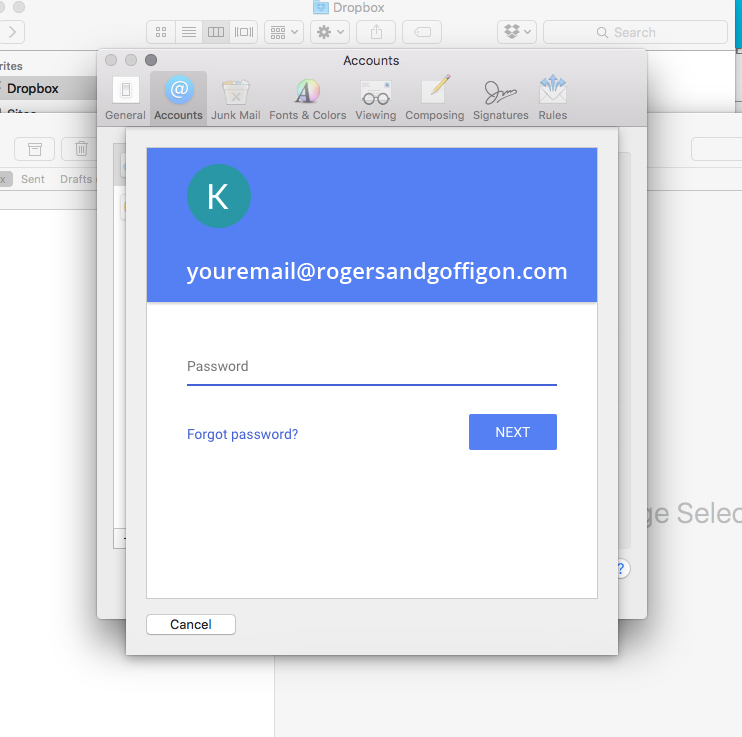 Dropbox
Search
Accounts
rites
Dropbox
General Accounts Junk Mail Fonts & Colors Viewing Composing Signatures Rules
Sent Drafts
K
youremail@rogersandgoffigon.com
Password
Forgot password?
NEXT
ge Selec
?
Cancel